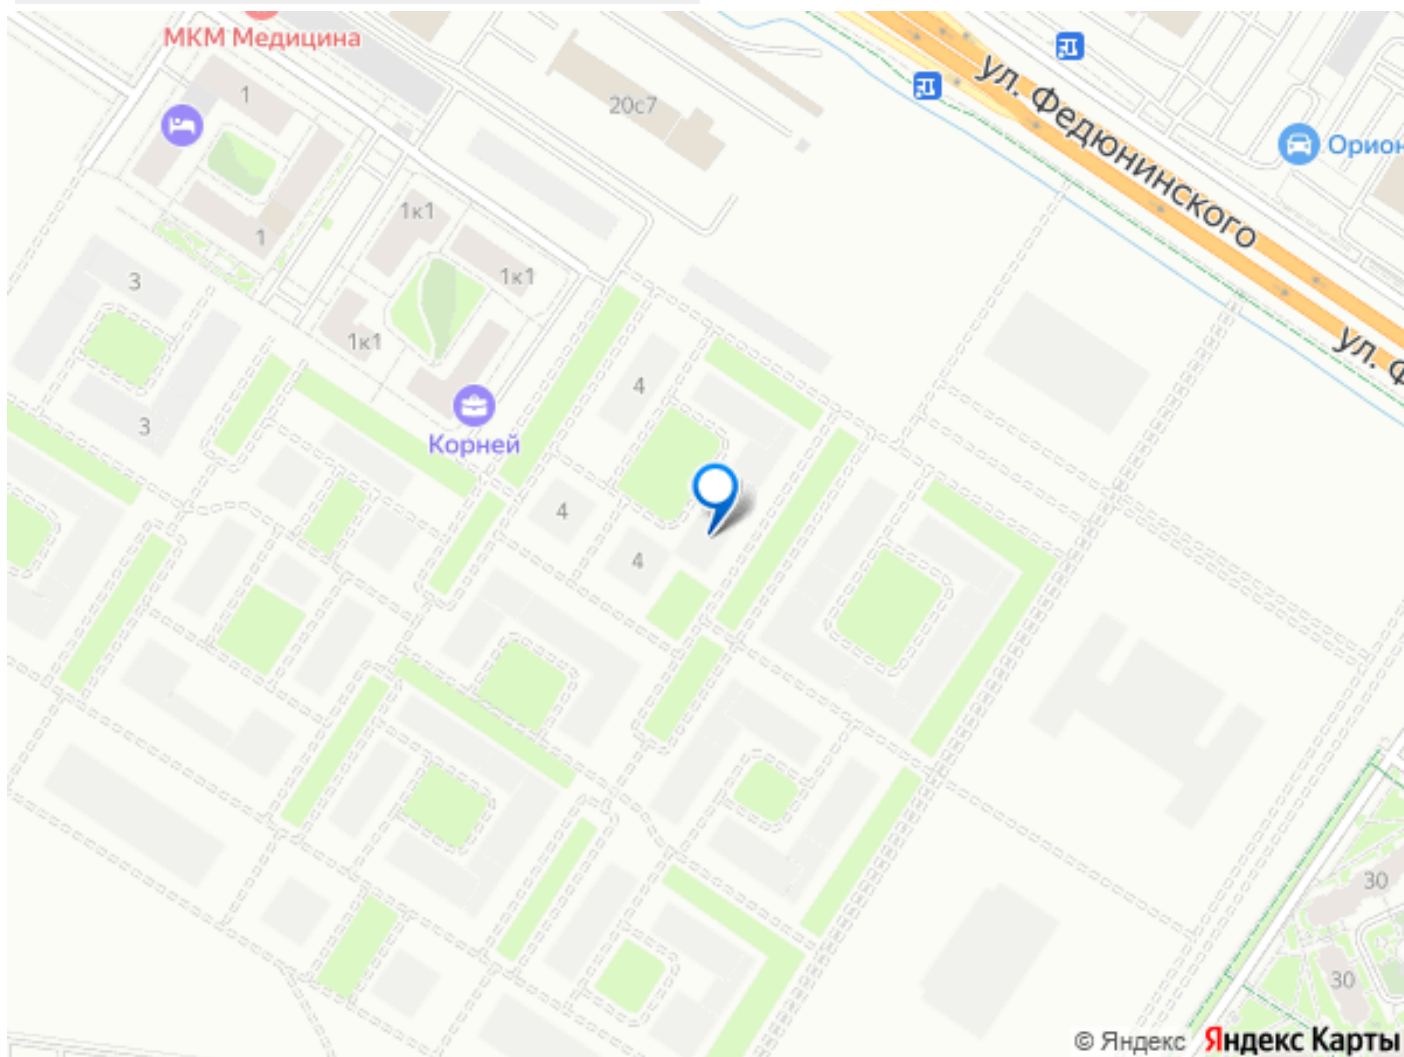 МКМ Медицина
1
20с7
ул. Федюнинского
Орион
1к1
1
1к1
3
1к1
4
ул. Ф
3
Корней
4
4
30
30
© Яндекс Яндекс Карты